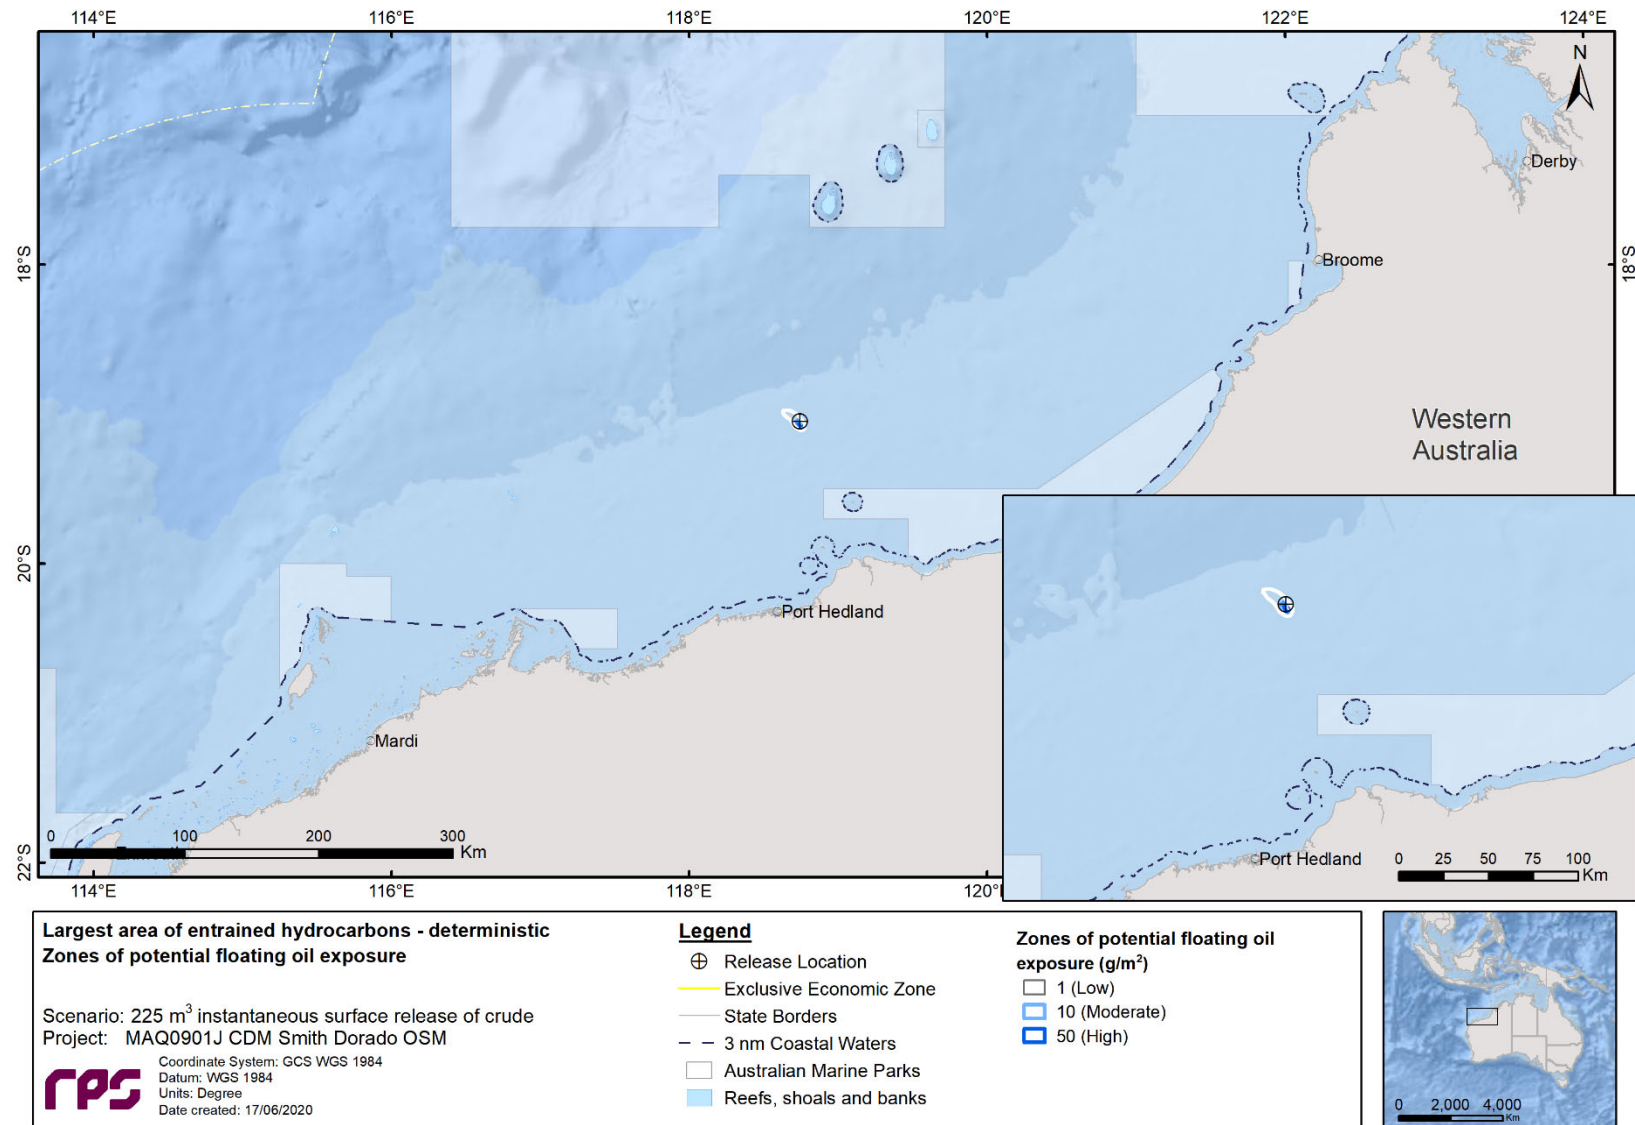 114°E 116°E 118°E 120°E 122°E 124°E
N
Derby
18°S 18°S
Broome
Western
Australia
20°S
Port Hedland
Mardi
0 100 200 300
Km
22°S
Port Hedland
0 25 50 75 100
Km
114°E 116°E 118°E 120°
Largest area of entrained hydrocarbons - deterministic
Zones of potential floating oil exposure
Scenario: 225 m³ instantaneous surface release of crude
Project: MAQ0901J CDM Smith Dorado OSM
rps
Coordinate System: GCS WGS 1984
Datum: WGS 1984
Units: Degree
Date created: 17/06/2020
Legend
Release Location
Exclusive Economic Zone
State Borders
3 nm Coastal Waters
Australian Marine Parks
Reefs, shoals and banks
Zones of potential floating oil
exposure (g/m²)
1 (Low)
10 (Moderate)
50 (High)
0 2,000 4,000
Km